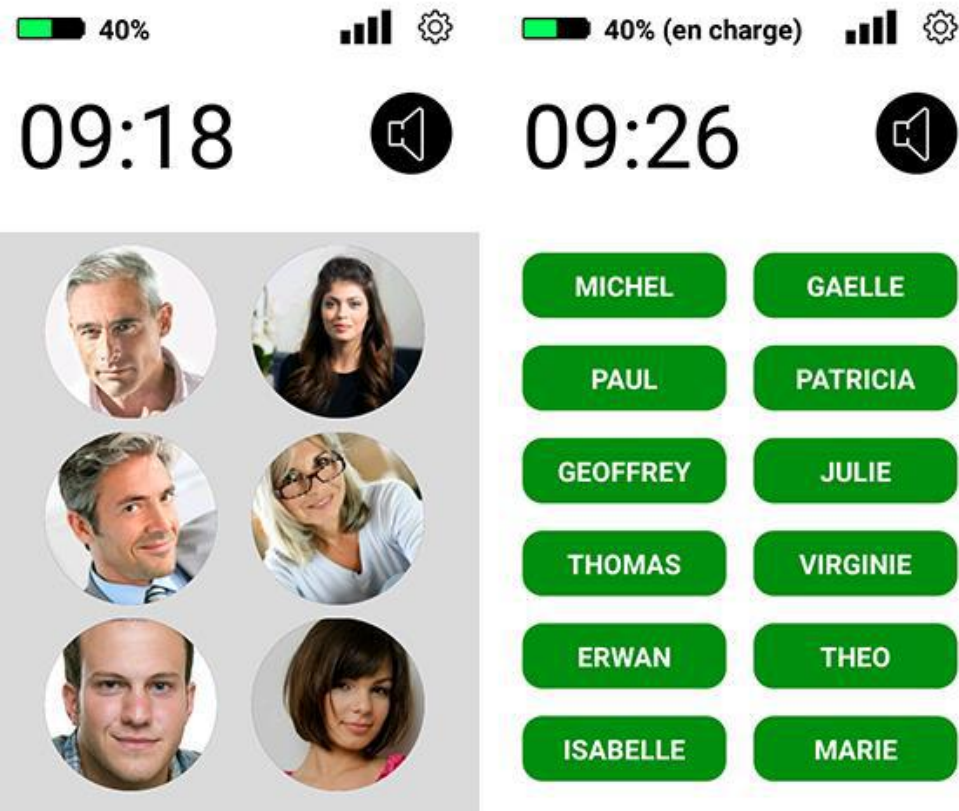 40%
09:18
40% (en charge)
09:26
MICHEL
GAELLE
PAUL
PATRICIA
GEOFFREY
JULIE
THOMAS
VIRGINIE
ERWAN
THEO
ISABELLE
MARIE